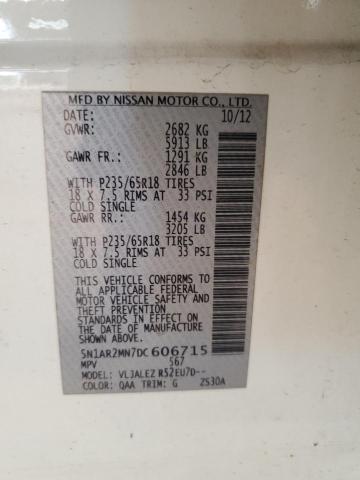 MFD BY NISSAN MOTOR CO., LTD.
DATE: 10/12
GVWR: 2682 KG
5913 LB
GAWR FR.: 1291 KG
2846 LB
WITH P235/65R18 TIRES
18 X 7.5 RIMS AT 33 PSI
COLD SINGLE
GAWR RR.: 1454 KG
3205 LB
WITH P235/65R18 TIRES
18 X 7.5 RIMS AT 33 PSI
COLD SINGLE
THIS VEHICLE CONFORMS TO
ALL APPLICABLE FEDERAL
MOTOR VEHICLE SAFETY
AND THEFT PREVENTION
STANDARDS IN EFFECT ON
THE DATE OF MANUFACTURE
SHOWN ABOVE.
5N1AR2MN7DC606715
MPV 567
MODEL: VLJALEZ R52EU7D--
COLOR: QAA TRIM: G ZS30A